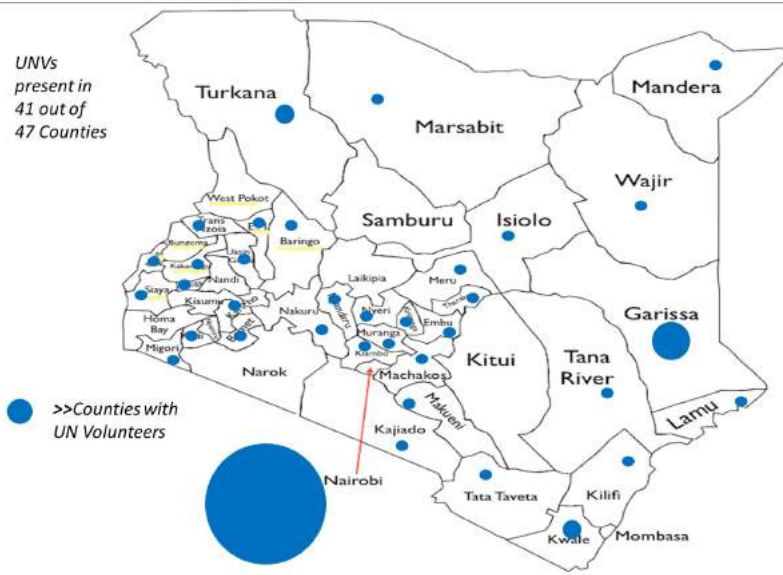 UNVs
present in
41 out of
47 Counties
Turkana
Marsabit
Mandera
Wajir
West Pokot
Samburu
Isiolo
Trans
Nzoia
Baringo
Bungoma
Nandi
Laikipia
Meru
Siaya
Kisumu
Nakuru
Nyeri
Embu
Garissa
Homa
Bay
Muranga
Kiambu
Kitui
Tana
River
Migori
Narok
Machakos
Makueni
Lamu
Kajiado
>>Counties with
UN Volunteers
Nairobi
Tata Taveta
Kilifi
Kwale
Mombasa